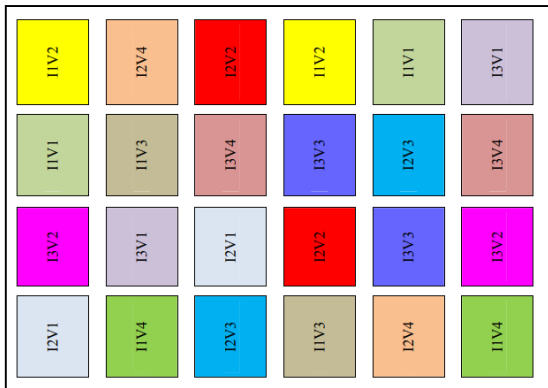 I1V2 I2V4 I2V2 I1V2 I1V1 I3V1
I1V1 I1V3 I3V4 I3V3 I2V3 I3V4
I3V2 I3V1 I2V1 I2V2 I3V3 I3V2
I2V1 I1V4 I2V3 I1V3 I2V4 I1V4